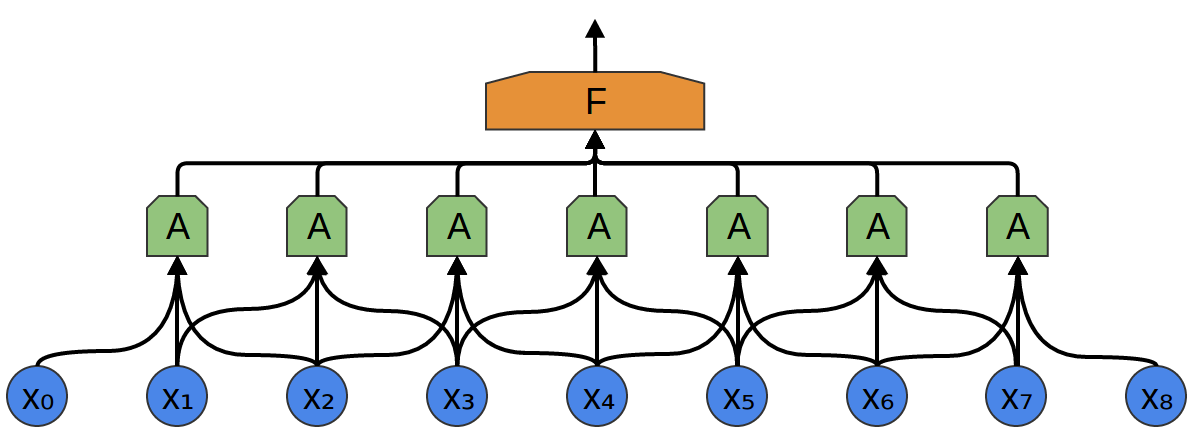 F
A A A A A A A
x₀ x₁ x₂ x₃ x₄ x₅ x₆ x₇ x₈